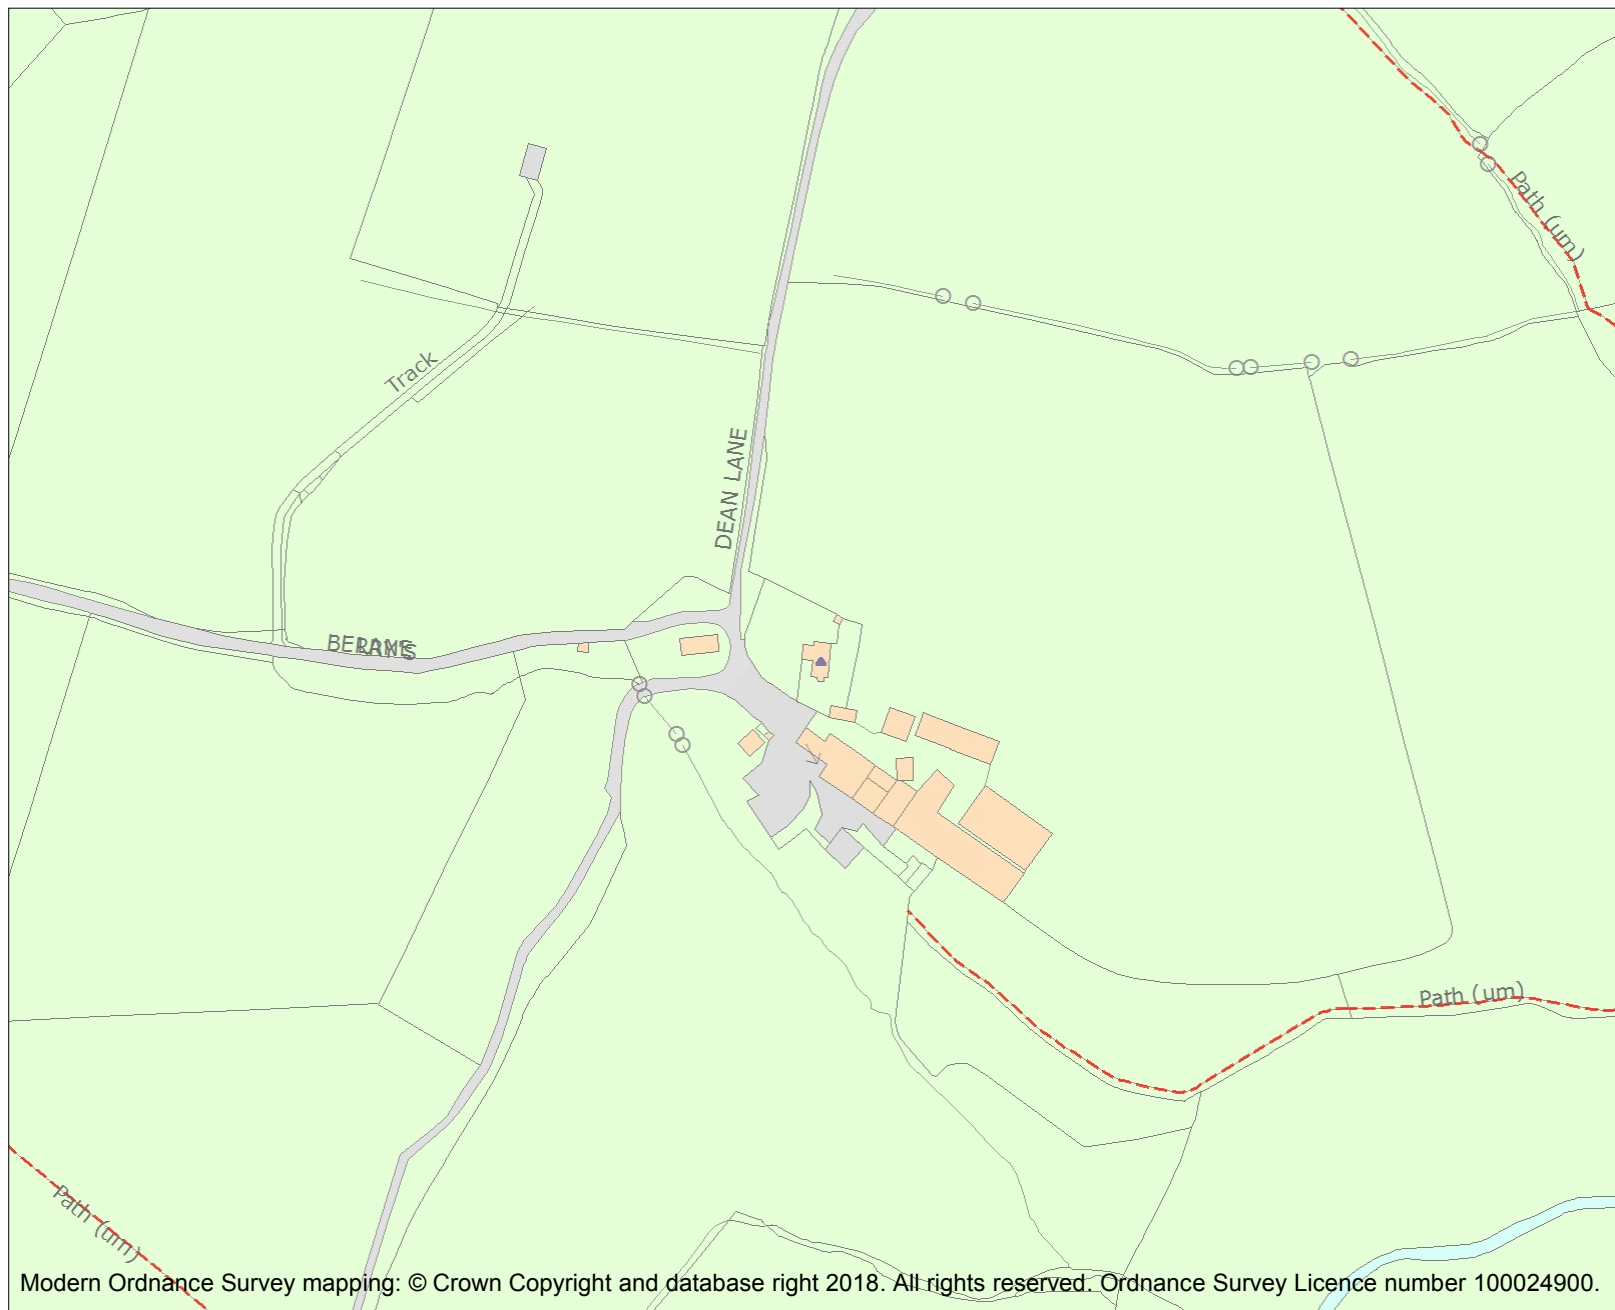 Path (um)
Track
DEAN LANE
Path (um)
Path (um)
Modern Ordnance Survey mapping: © Crown Copyright and database right 2018. All rights reserved. Ordnance Survey Licence number 100024900.